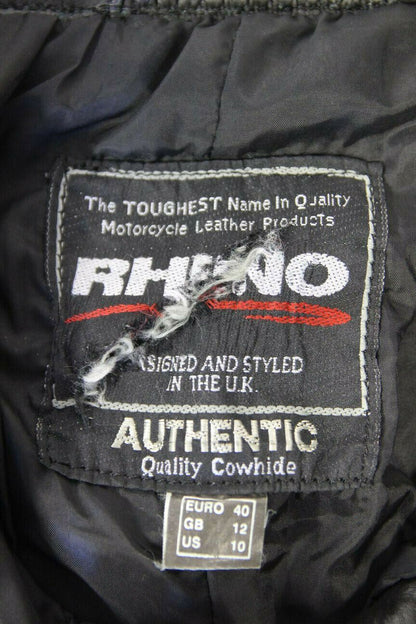 The TOUGHEST Name In Quality
Motorcycle Leather Products
RHINO
ESIGNED AND STYLED
IN THE U.K.
AUTHENTIC
Quality Cowhide
EURO 40
GB 12
US 10